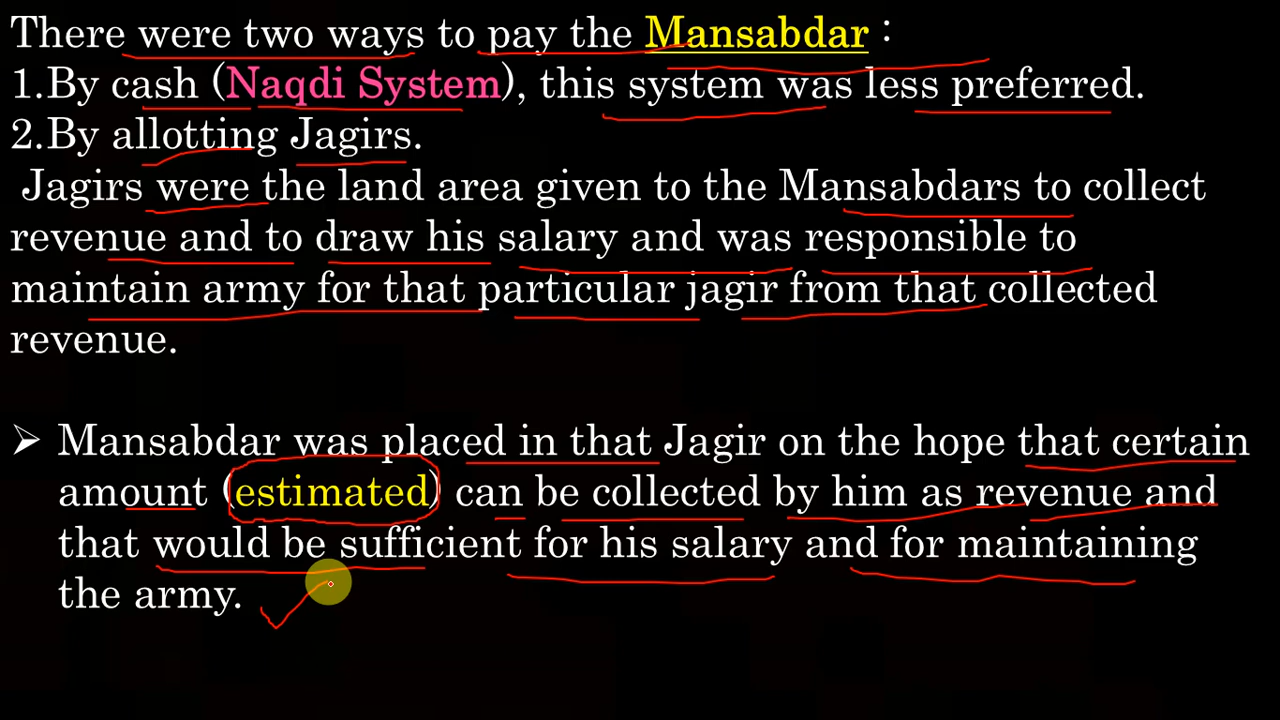 There were two ways to pay the Mansabdar :
1.By cash (Naqdi System), this system was less preferred.
2.By allotting Jagirs.
Jagirs were the land area given to the Mansabdars to collect
revenue and to draw his salary and was responsible to
maintain army for that particular jagir from that collected
revenue.
➢ Mansabdar was placed in that Jagir on the hope that certain
amount (estimated) can be collected by him as revenue and
that would be sufficient for his salary and for maintaining
the army.